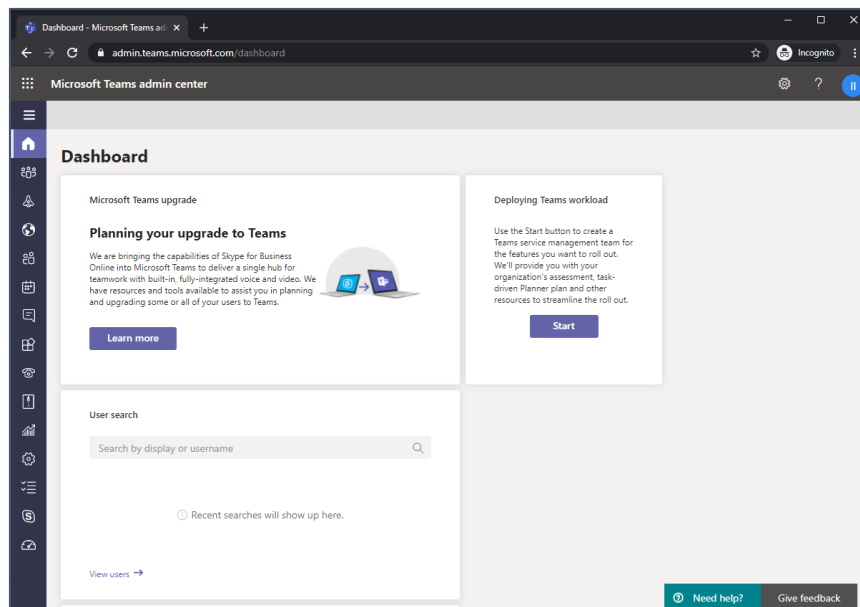 Dashboard - Microsoft Teams ad
admin.teams.microsoft.com/dashboard
Incognito
Microsoft Teams admin center
II
Dashboard
Microsoft Teams upgrade
Planning your upgrade to Teams
We are bringing the capabilities of Skype for Business
Online into Microsoft Teams to deliver a single hub for
teamwork with built-in, fully-integrated voice and video. We
have resources and tools available to assist you in planning
and upgrading some or all of your users to Teams.
Learn more
Deploying Teams workload
Use the Start button to create a
Teams service management team for
the features you want to roll out.
We'll provide you with your
organization's assessment, task-
driven Planner plan and other
resources to streamline the roll out.
Start
User search
Search by display or username
Recent searches will show up here.
View users
Need help?
Give feedback